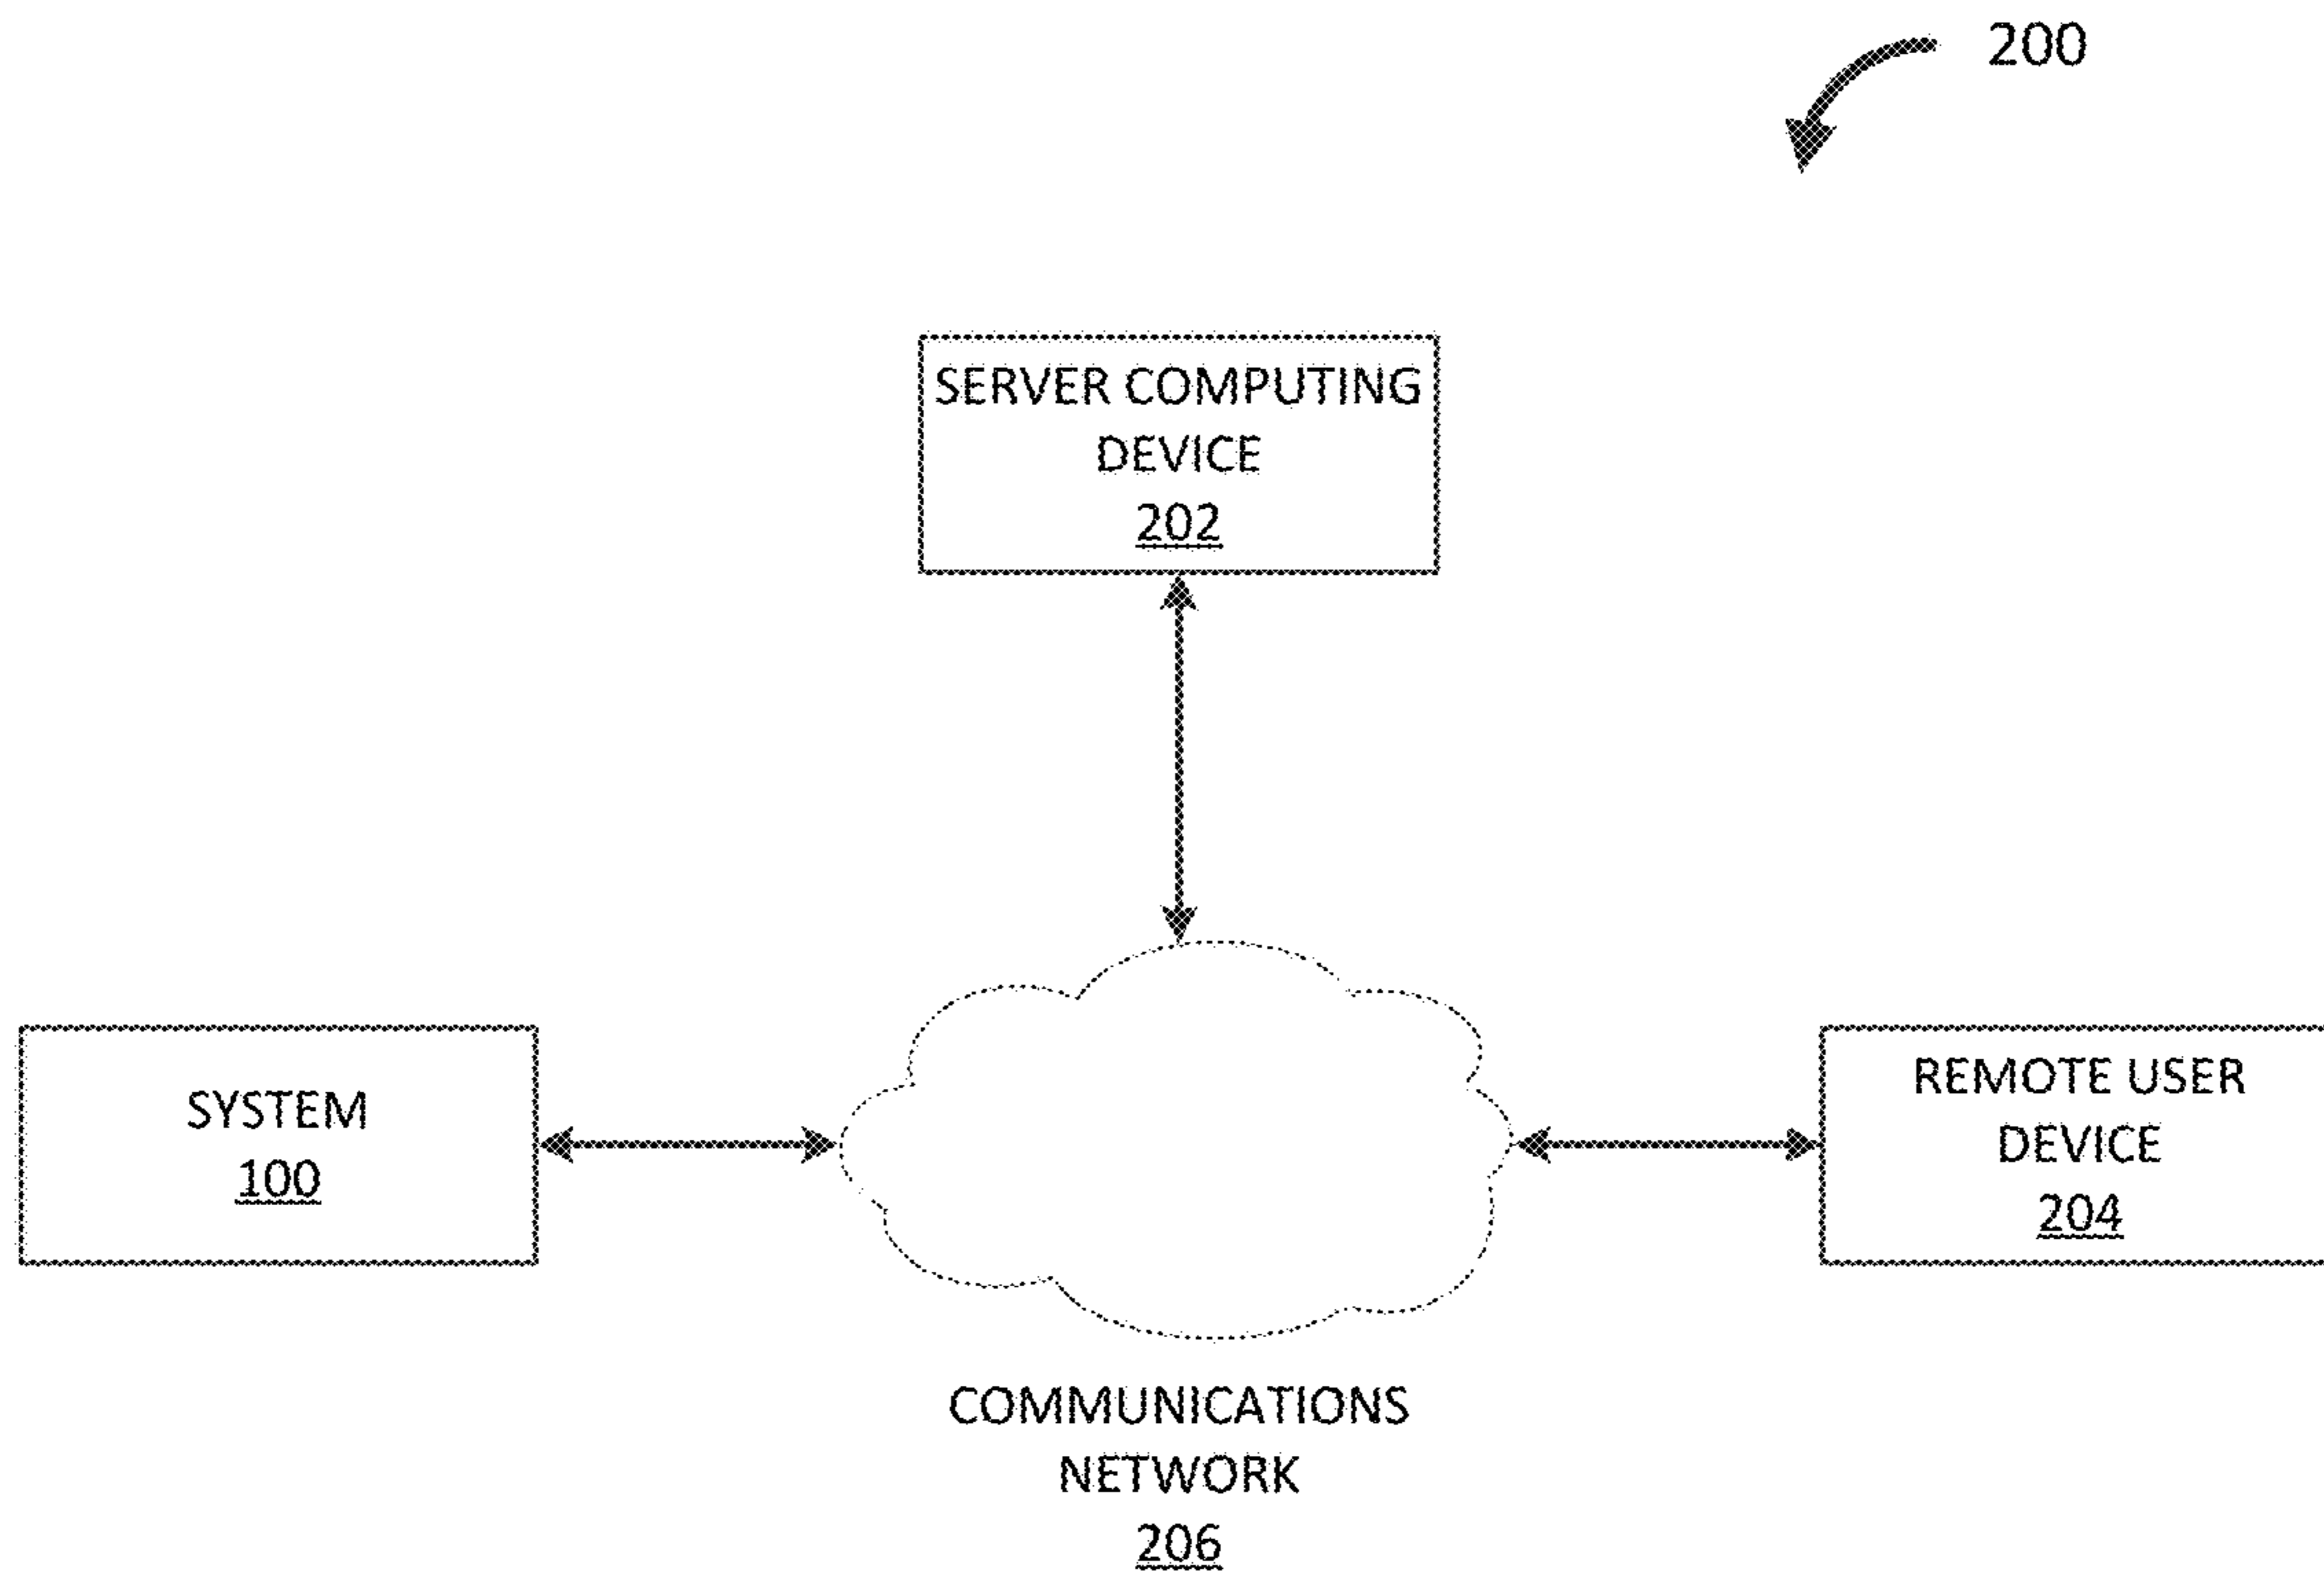 200
SERVER COMPUTING
DEVICE
202
SYSTEM
100
REMOTE USER
DEVICE
204
COMMUNICATIONS
NETWORK
206